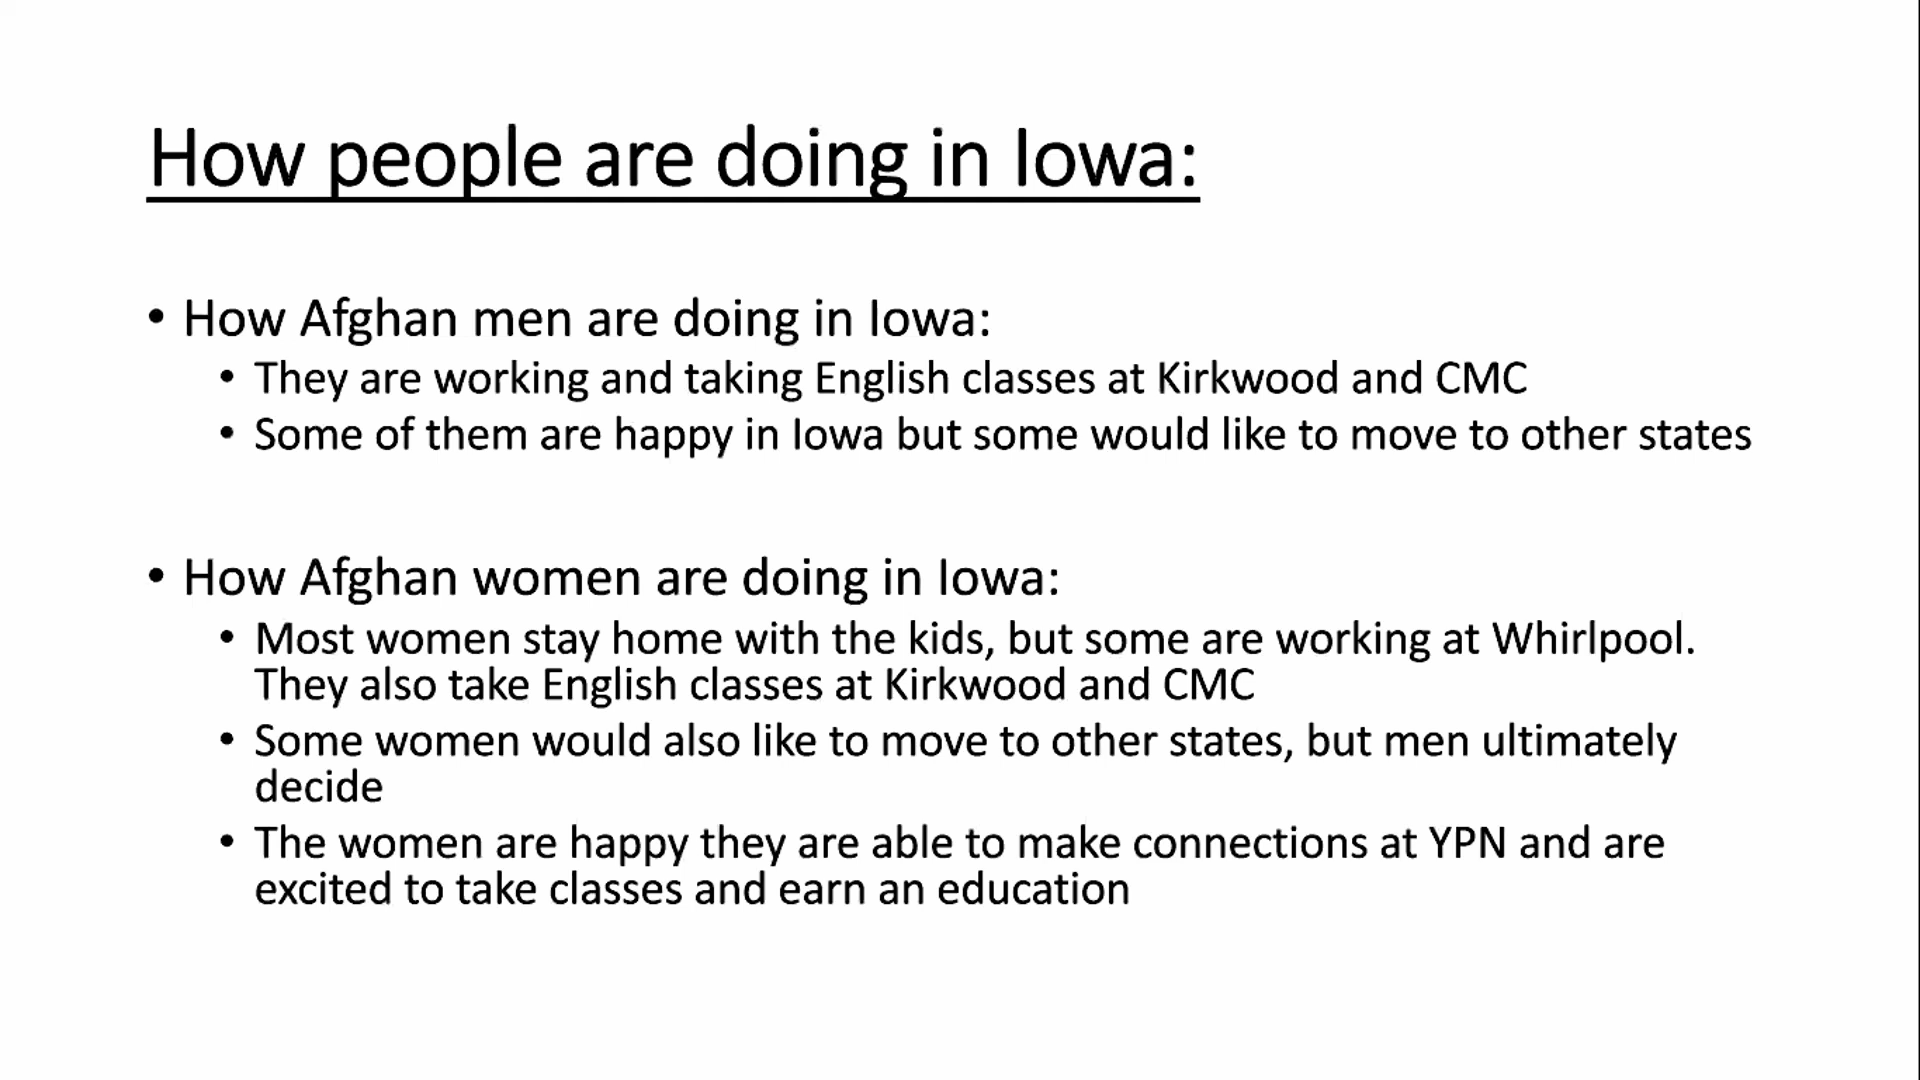 How people are doing in Iowa:
• How Afghan men are doing in Iowa:
• They are working and taking English classes at Kirkwood and CMC
• Some of them are happy in Iowa but some would like to move to other states
• How Afghan women are doing in Iowa:
• Most women stay home with the kids, but some are working at Whirlpool.
They also take English classes at Kirkwood and CMC
• Some women would also like to move to other states, but men ultimately
decide
• The women are happy they are able to make connections at YPN and are
excited to take classes and earn an education